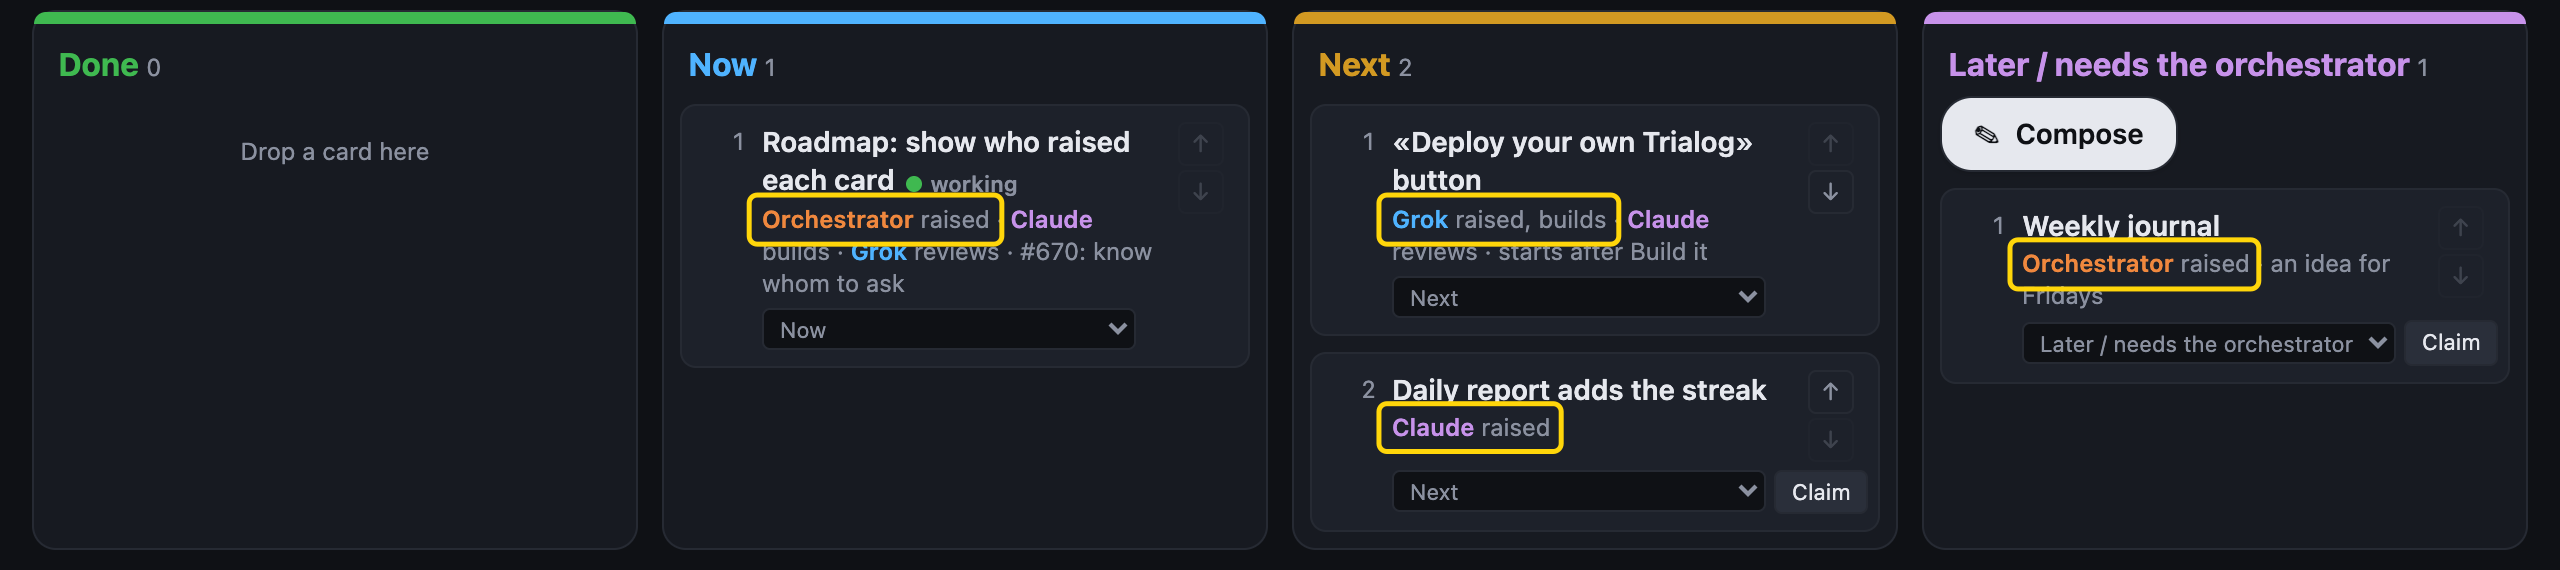 Done 0
Drop a card here
Now 1
1 Roadmap: show who raised
each card working
Orchestrator raised · Claude
builds · Grok reviews · #670: know
whom to ask
Now
Next 2
1 «Deploy your own Trialog»
button
Grok raised, builds · Claude
reviews · starts after Build it
Next
2 Daily report adds the streak
Claude raised
Next
Claim
Later / needs the orchestrator 1
Compose
1 Weekly journal
Orchestrator raised an idea for
Fridays
Later / needs the orchestrator
Claim